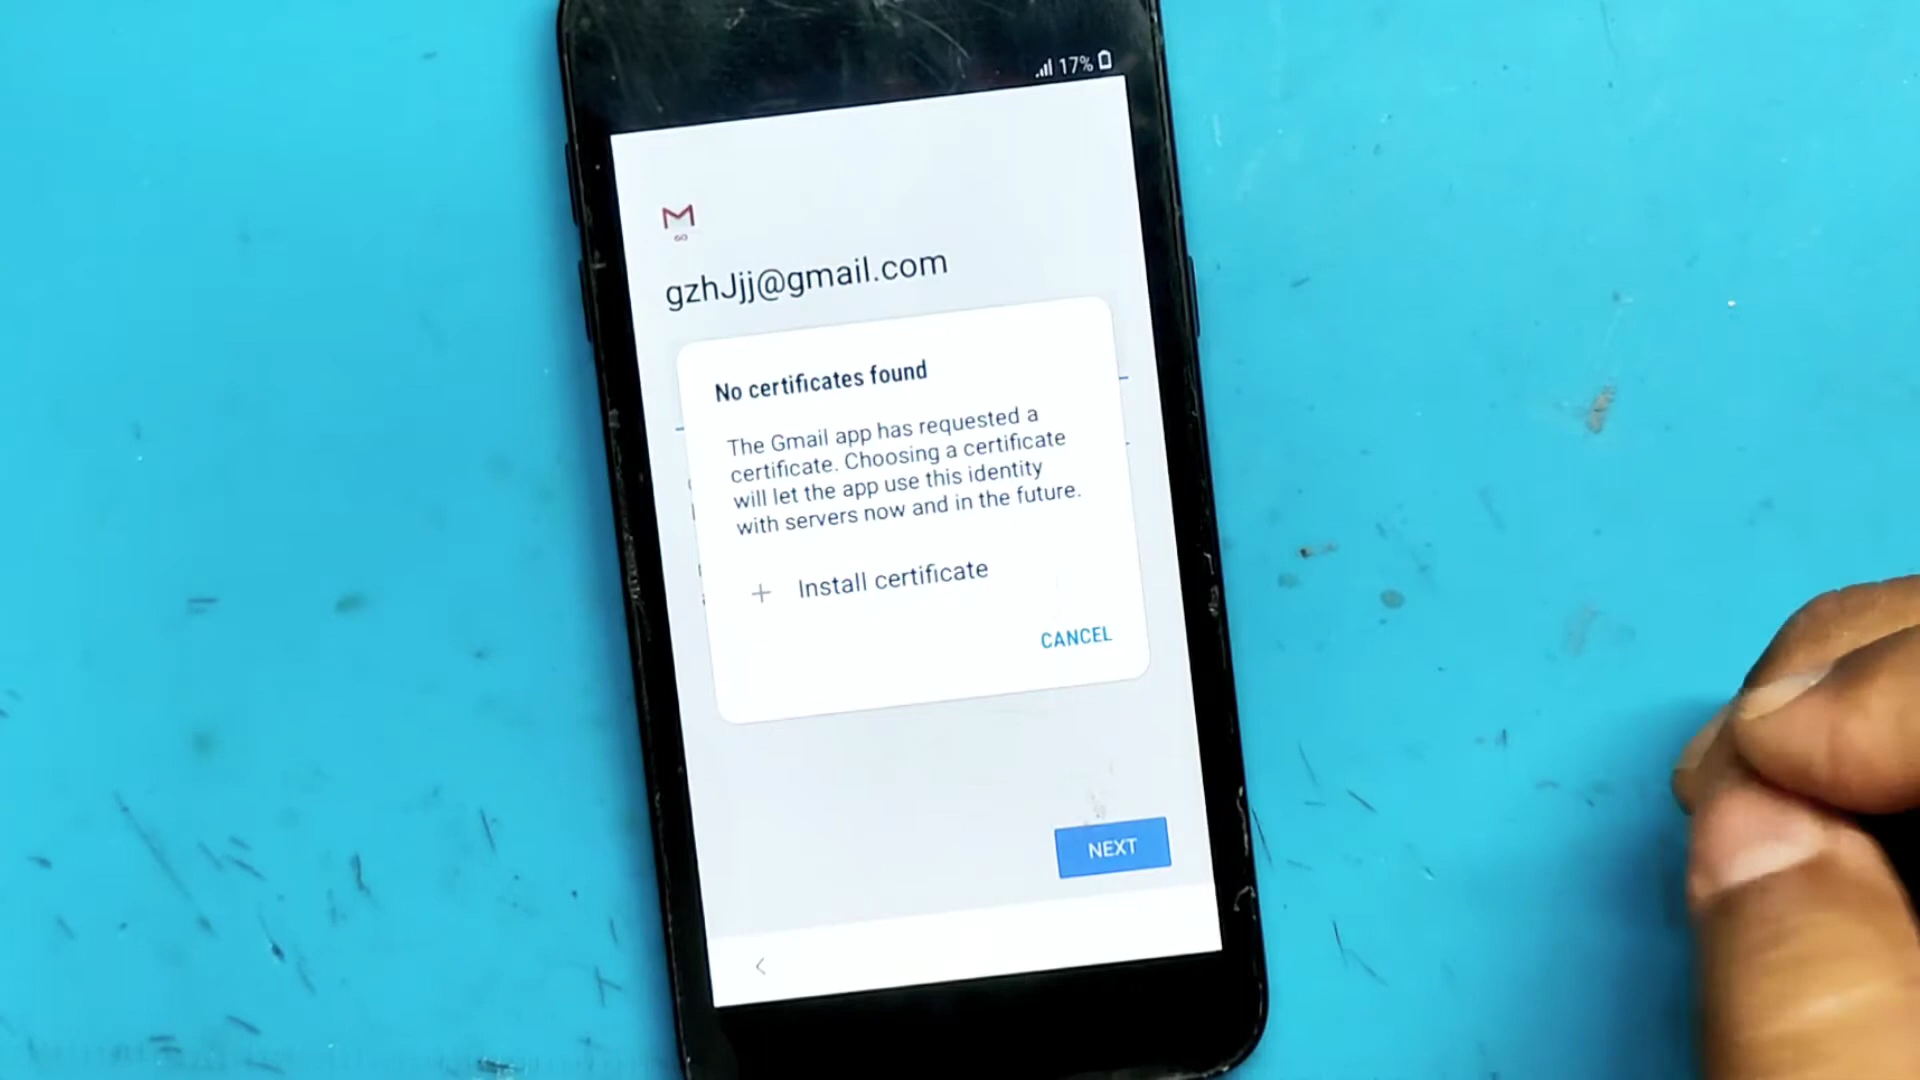 17%
GO
gzhJjj@gmail.com
No certificates found
The Gmail app has requested a
certificate. Choosing a certificate
will let the app use this identity
with servers now and in the future.
+ Install certificate
CANCEL
NEXT